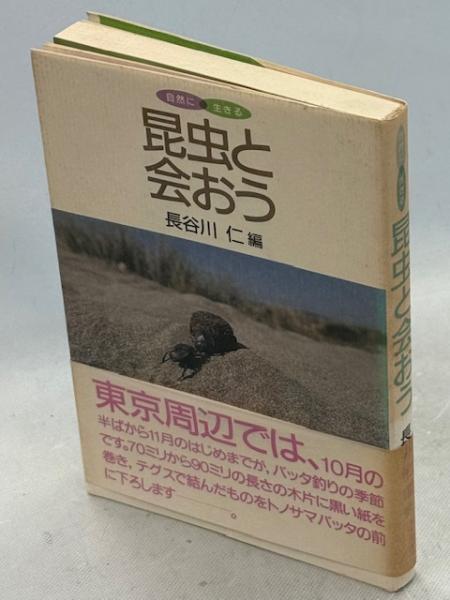 自然に 生きる
昆虫と
会おう
長谷川 仁 編
東京周辺では、10月の
半ばから11月のはじめまでが，バッタ釣りの季節
です。70ミリから90ミリの長さの木片に黒い紙を
巻き，テグスで結んだものをトノサマバッタの前
に下ろします———。
昆虫と会おう
長